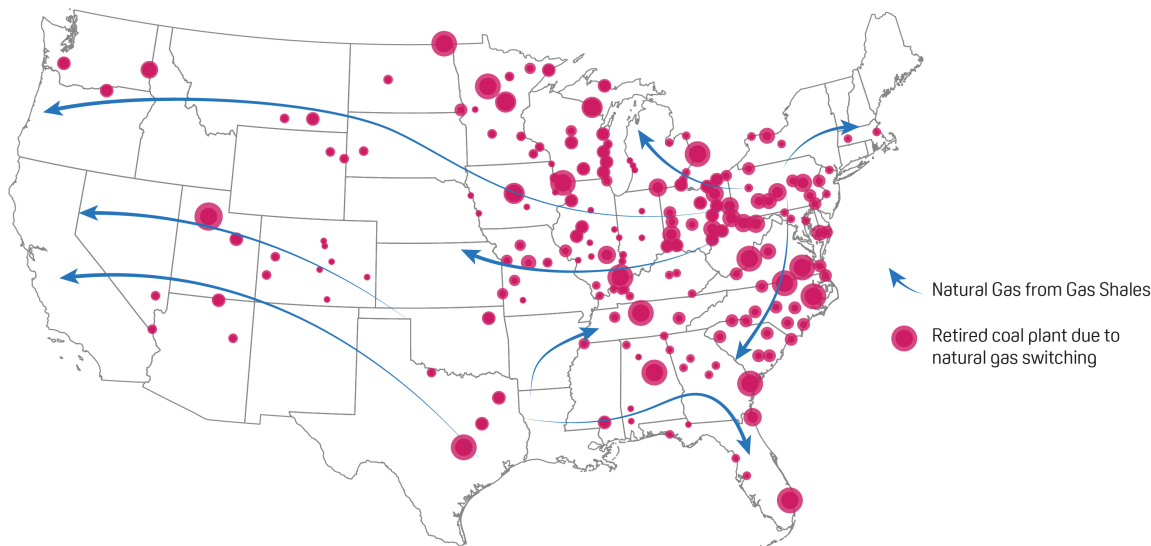 Natural Gas from Gas Shales
Retired coal plant due to
natural gas switching